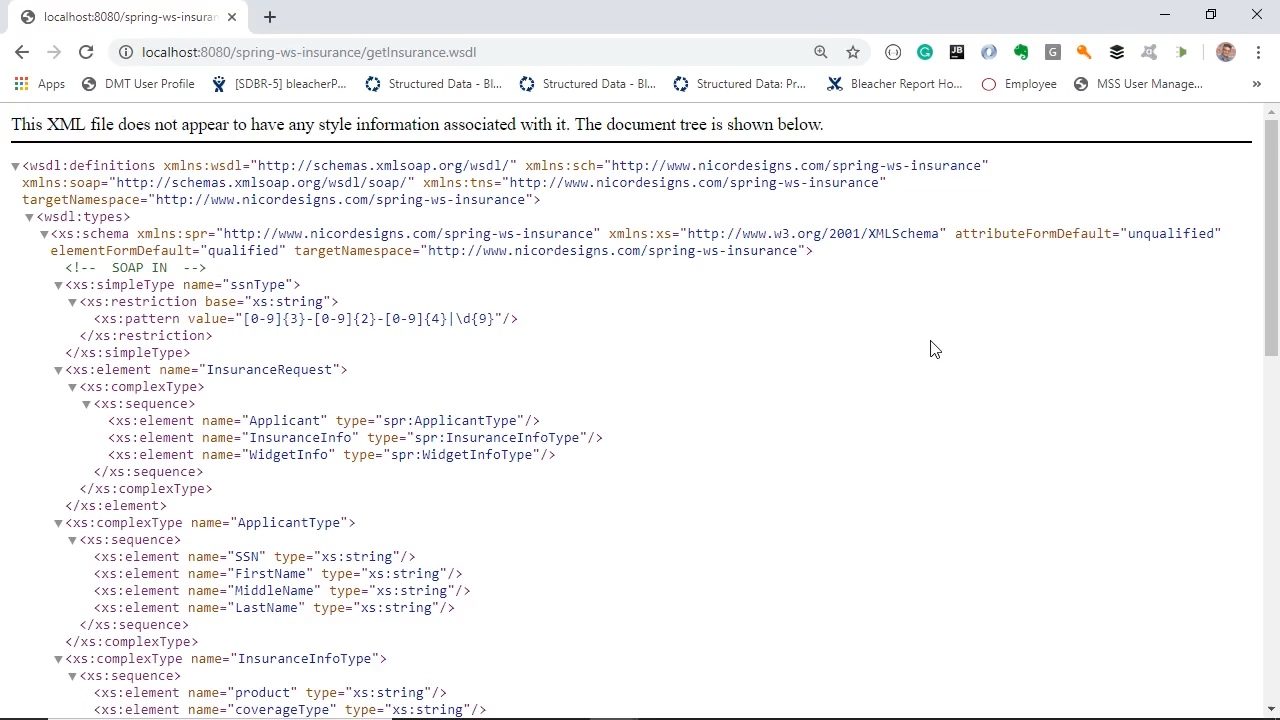 localhost:8080/spring-ws-insuran
localhost:8080/spring-ws-insurance/getInsurance.wsdl
JB
G
Apps DMT User Profile [SDBR-5] bleacherP... Structured Data - Bl... Structured Data - Bl... Structured Data: Pr... Bleacher Report Ho... Employee MSS User Manage... »
This XML file does not appear to have any style information associated with it. The document tree is shown below.
<wsdl:definitions xmlns:wsdl="http://schemas.xmlsoap.org/wsdl/" xmlns:sch="http://www.nicordesigns.com/spring-ws-insurance"
xmlns:soap="http://schemas.xmlsoap.org/wsdl/soap/" xmlns:tns="http://www.nicordesigns.com/spring-ws-insurance"
targetNamespace="http://www.nicordesigns.com/spring-ws-insurance">
<wsdl:types>
<xs:schema xmlns:spr="http://www.nicordesigns.com/spring-ws-insurance" xmlns:xs="http://www.w3.org/2001/XMLSchema" attributeFormDefault="unqualified"
elementFormDefault="qualified" targetNamespace="http://www.nicordesigns.com/spring-ws-insurance">
<!-- SOAP IN -->
<xs:simpleType name="ssnType">
<xs:restriction base="xs:string">
<xs:pattern value="[0-9]{3}-[0-9]{2}-[0-9]{4}|\d{9}"/>
</xs:restriction>
</xs:simpleType>
<xs:element name="InsuranceRequest">
<xs:complexType>
<xs:sequence>
<xs:element name="Applicant" type="spr:ApplicantType"/>
<xs:element name="InsuranceInfo" type="spr:InsuranceInfoType"/>
<xs:element name="WidgetInfo" type="spr:WidgetInfoType"/>
</xs:sequence>
</xs:complexType>
</xs:element>
<xs:complexType name="ApplicantType">
<xs:sequence>
<xs:element name="SSN" type="xs:string"/>
<xs:element name="FirstName" type="xs:string"/>
<xs:element name="MiddleName" type="xs:string"/>
<xs:element name="LastName" type="xs:string"/>
</xs:sequence>
</xs:complexType>
<xs:complexType name="InsuranceInfoType">
<xs:sequence>
<xs:element name="product" type="xs:string"/>
<xs:element name="coverageType" type="xs:string"/>